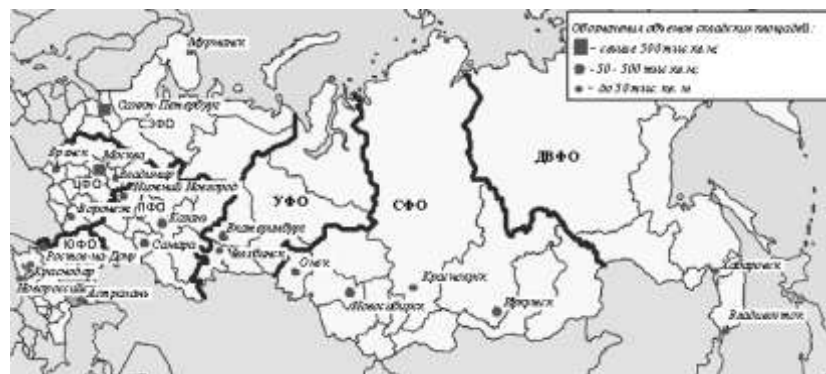 Обозначения объемов складских площадей:
- свыше 500 тыс кв.м;
- 50 - 500 тыс кв.м;
- до 50 тыс. кв. м
Мурманск
Санкт-Петербург
СЗФО
Брянск
Москва
Владимир
ЦФО
Нижний Новгород
Воронеж
ПФО
Казань
ЮФО
Самара
Ростов-на-Дону
Краснодар
Новороссийск
Астрахань
УФО
Екатеринбург
Челябинск
СФО
Омск
Новосибирск
Красноярск
Иркутск
ДВФО
Хабаровск
Владивосток